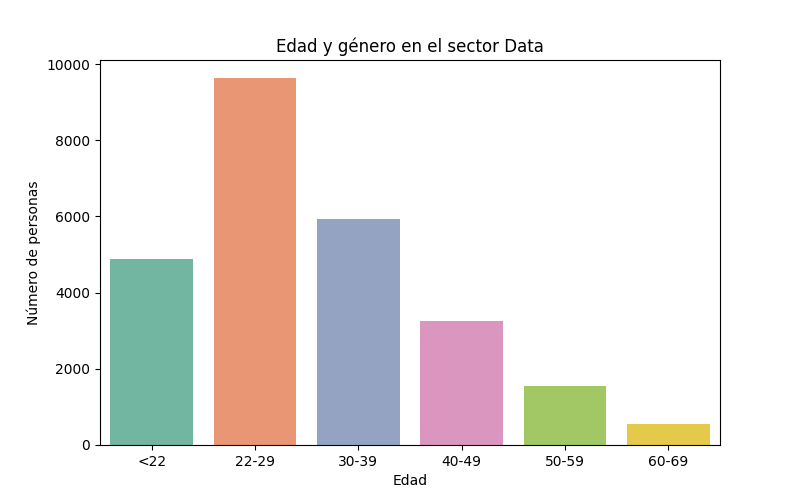 Edad y género en el sector Data
10000
8000
6000
4000
2000
0
Número de personas
<22 22-29 30-39 40-49 50-59 60-69
Edad